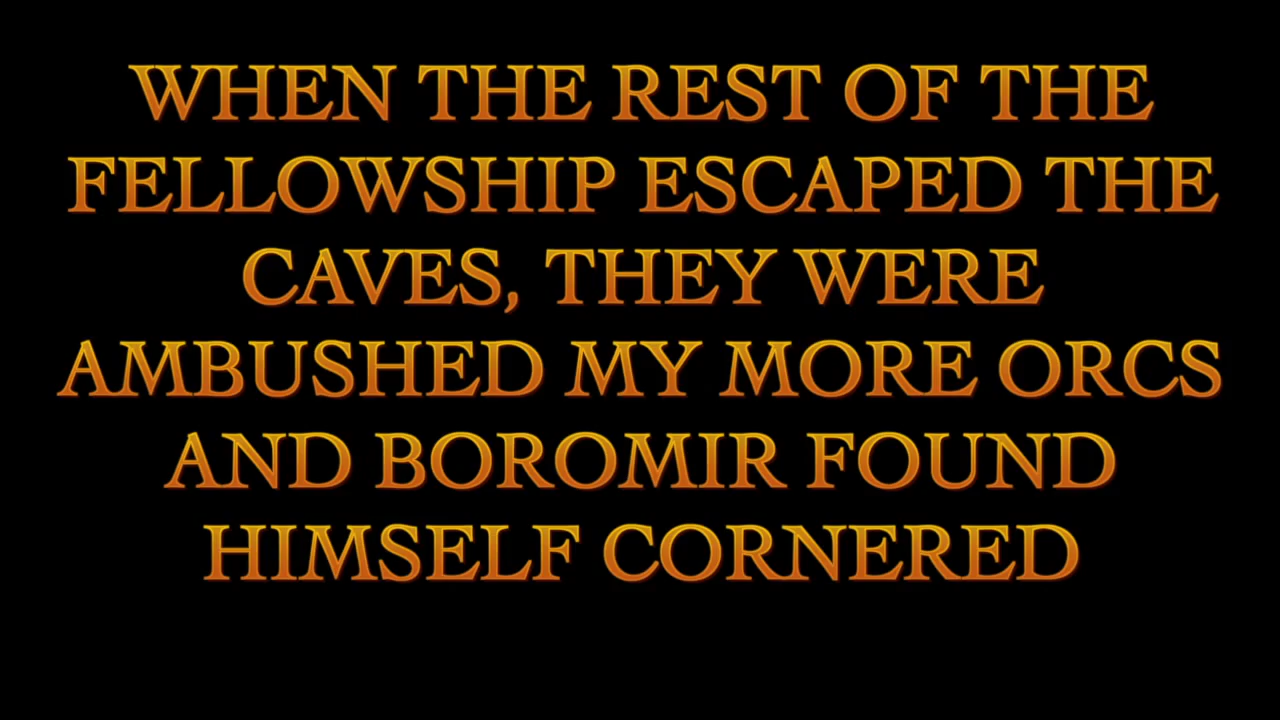 WHEN THE REST OF THE
FELLOWSHIP ESCAPED THE
CAVES, THEY WERE
AMBUSHED MY MORE ORCS
AND BOROMIR FOUND
HIMSELF CORNERED